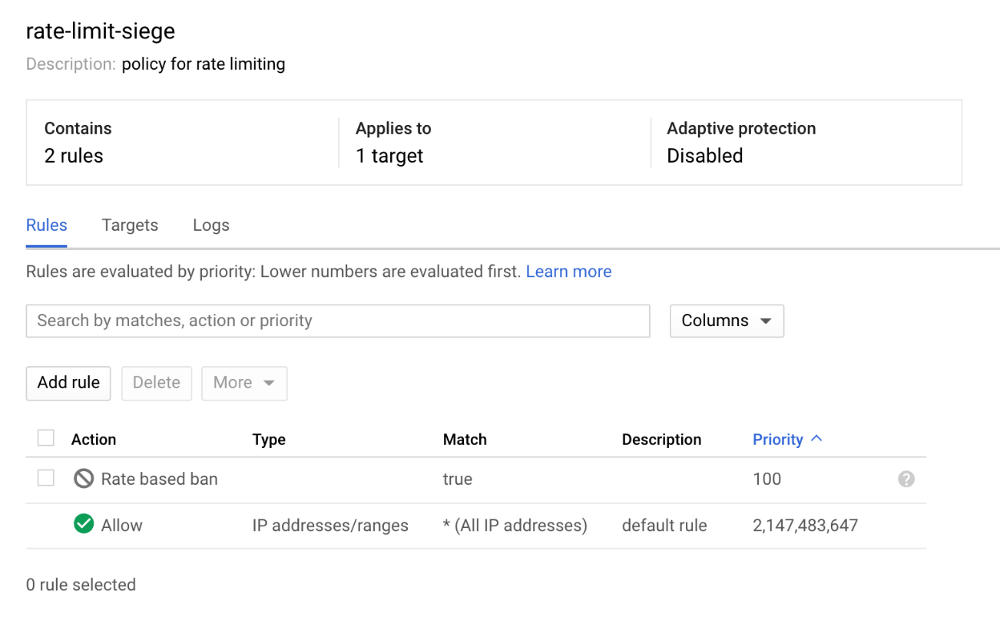 rate-limit-siege
Description: policy for rate limiting
Contains Applies to Adaptive protection
2 rules 1 target Disabled
Rules Targets Logs
Rules are evaluated by priority: Lower numbers are evaluated first. Learn more
Search by matches, action or priority Columns
Add rule Delete More
Action Type Match Description Priority
Rate based ban true 100 ?
Allow IP addresses/ranges * (All IP addresses) default rule 2,147,483,647
0 rule selected